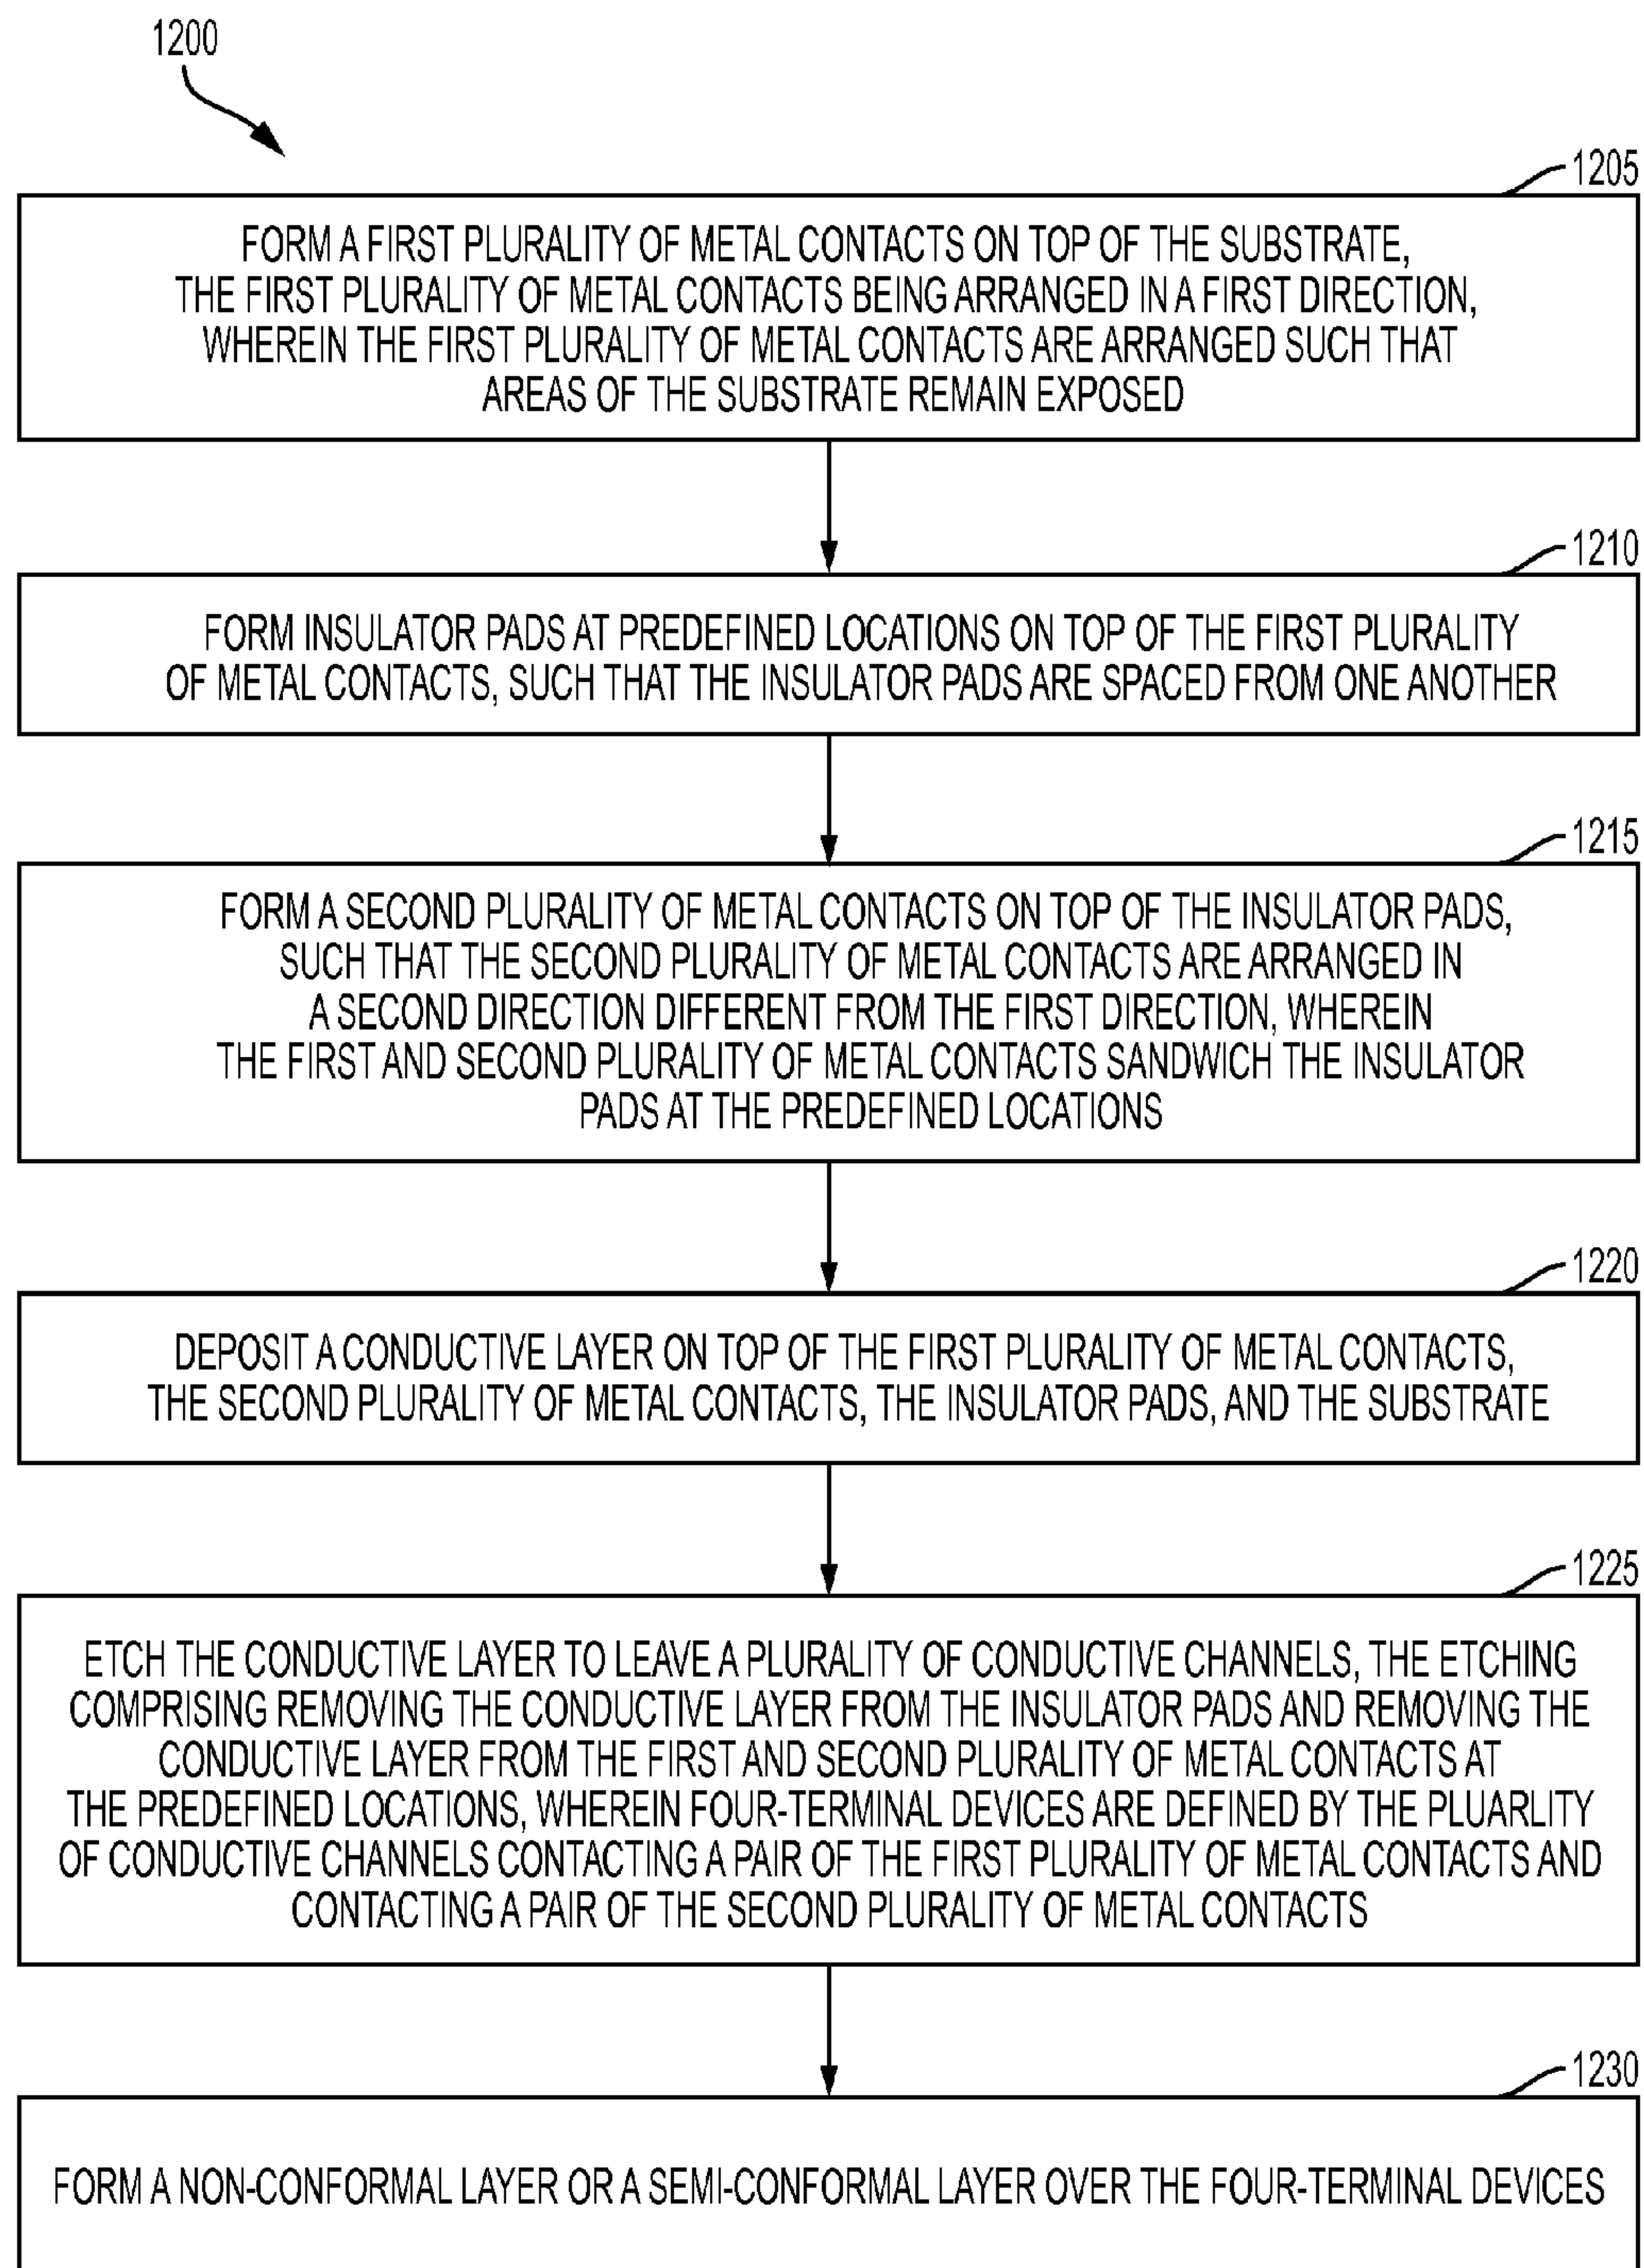 1200
1205
FORM A FIRST PLURALITY OF METAL CONTACTS ON TOP OF THE SUBSTRATE,
THE FIRST PLURALITY OF METAL CONTACTS BEING ARRANGED IN A FIRST DIRECTION,
WHEREIN THE FIRST PLURALITY OF METAL CONTACTS ARE ARRANGED SUCH THAT
AREAS OF THE SUBSTRATE REMAIN EXPOSED
1210
FORM INSULATOR PADS AT PREDEFINED LOCATIONS ON TOP OF THE FIRST PLURALITY
OF METAL CONTACTS, SUCH THAT THE INSULATOR PADS ARE SPACED FROM ONE ANOTHER
1215
FORM A SECOND PLURALITY OF METAL CONTACTS ON TOP OF THE INSULATOR PADS,
SUCH THAT THE SECOND PLURALITY OF METAL CONTACTS ARE ARRANGED IN
A SECOND DIRECTION DIFFERENT FROM THE FIRST DIRECTION, WHEREIN
THE FIRST AND SECOND PLURALITY OF METAL CONTACTS SANDWICH THE INSULATOR
PADS AT THE PREDEFINED LOCATIONS
1220
DEPOSIT A CONDUCTIVE LAYER ON TOP OF THE FIRST PLURALITY OF METAL CONTACTS,
THE SECOND PLURALITY OF METAL CONTACTS, THE INSULATOR PADS, AND THE SUBSTRATE
1225
ETCH THE CONDUCTIVE LAYER TO LEAVE A PLURALITY OF CONDUCTIVE CHANNELS, THE ETCHING
COMPRISING REMOVING THE CONDUCTIVE LAYER FROM THE INSULATOR PADS AND REMOVING THE
CONDUCTIVE LAYER FROM THE FIRST AND SECOND PLURALITY OF METAL CONTACTS AT
THE PREDEFINED LOCATIONS, WHEREIN FOUR-TERMINAL DEVICES ARE DEFINED BY THE PLUARLITY
OF CONDUCTIVE CHANNELS CONTACTING A PAIR OF THE FIRST PLURALITY OF METAL CONTACTS AND
CONTACTING A PAIR OF THE SECOND PLURALITY OF METAL CONTACTS
1230
FORM A NON-CONFORMAL LAYER OR A SEMI-CONFORMAL LAYER OVER THE FOUR-TERMINAL DEVICES